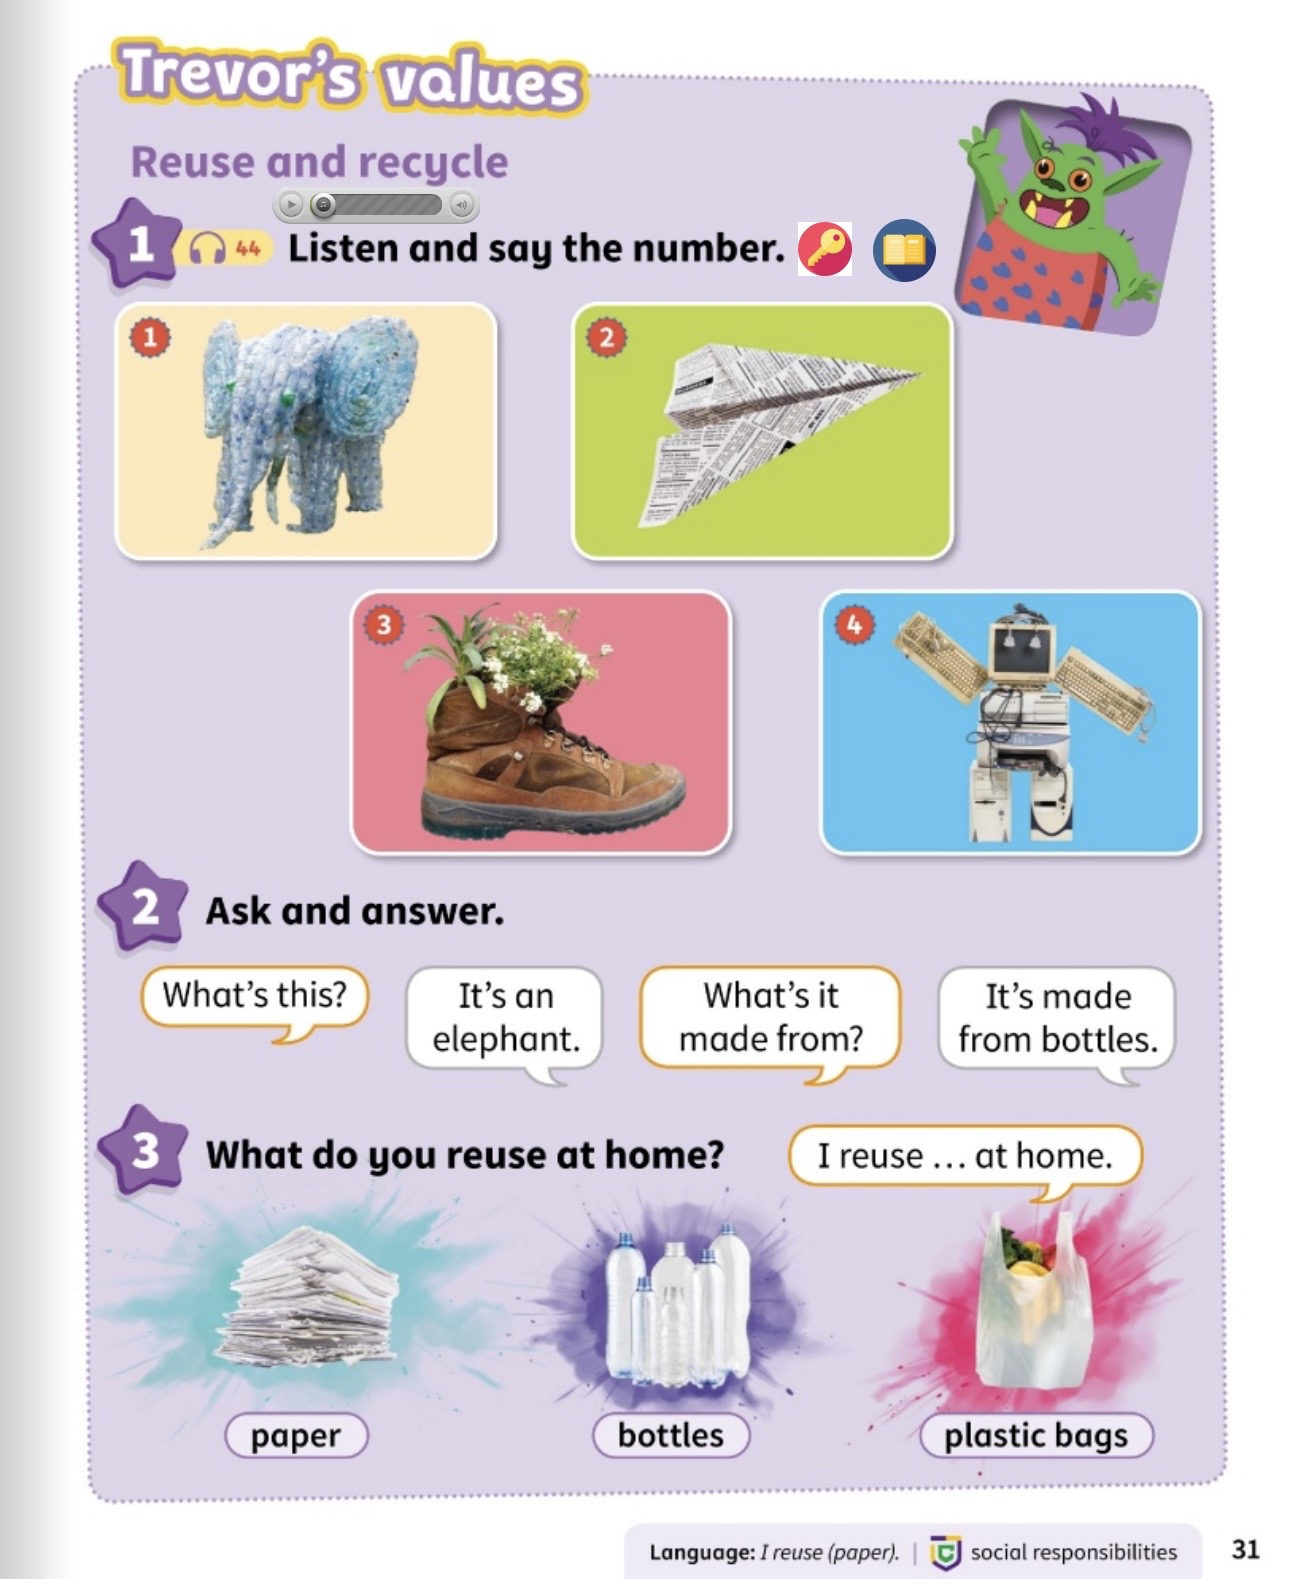 Trevor's values
Reuse and recycle
1
44
Listen and say the number.
1
2
3
4
2
Ask and answer.
What's this?
It's an
elephant.
What's it
made from?
It's made
from bottles.
3
What do you reuse at home?
I reuse ... at home.
paper
bottles
plastic bags
Language: I reuse (paper). | social responsibilities
31